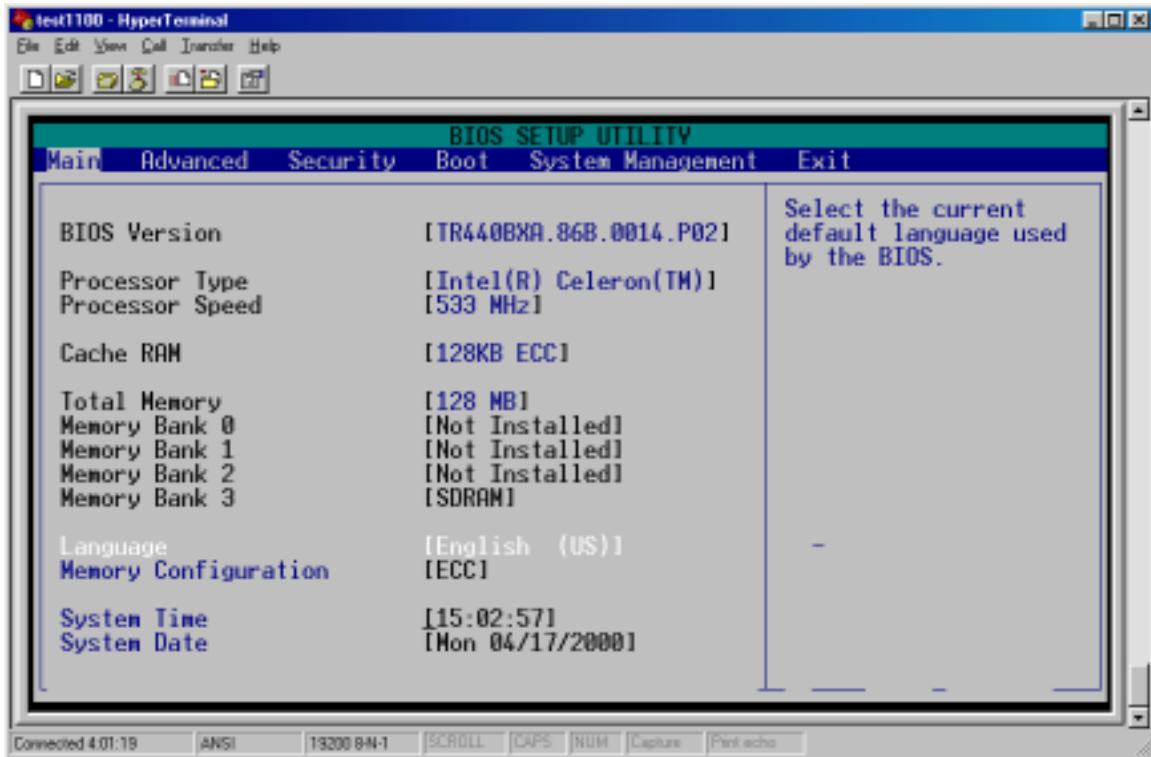 test1100 - HyperTerminal
File Edit View Call Transfer Help
BIOS SETUP UTILITY
Main Advanced Security Boot System Management Exit
BIOS Version [TR440BXA.86B.0014.P02]
Processor Type [Intel(R) Celeron(TM)]
Processor Speed [533 MHz]
Cache RAM [128KB ECC]
Total Memory [128 MB]
Memory Bank 0 [Not Installed]
Memory Bank 1 [Not Installed]
Memory Bank 2 [Not Installed]
Memory Bank 3 [SDRAM]
Language [English (US)]
Memory Configuration [ECC]
System Time [15:02:57]
System Date [Mon 04/17/2000]
Select the current
default language used
by the BIOS.
Connected 4:01:19 ANSI 19200 8-N-1 SCROLL CAPS NUM Capture Print echo